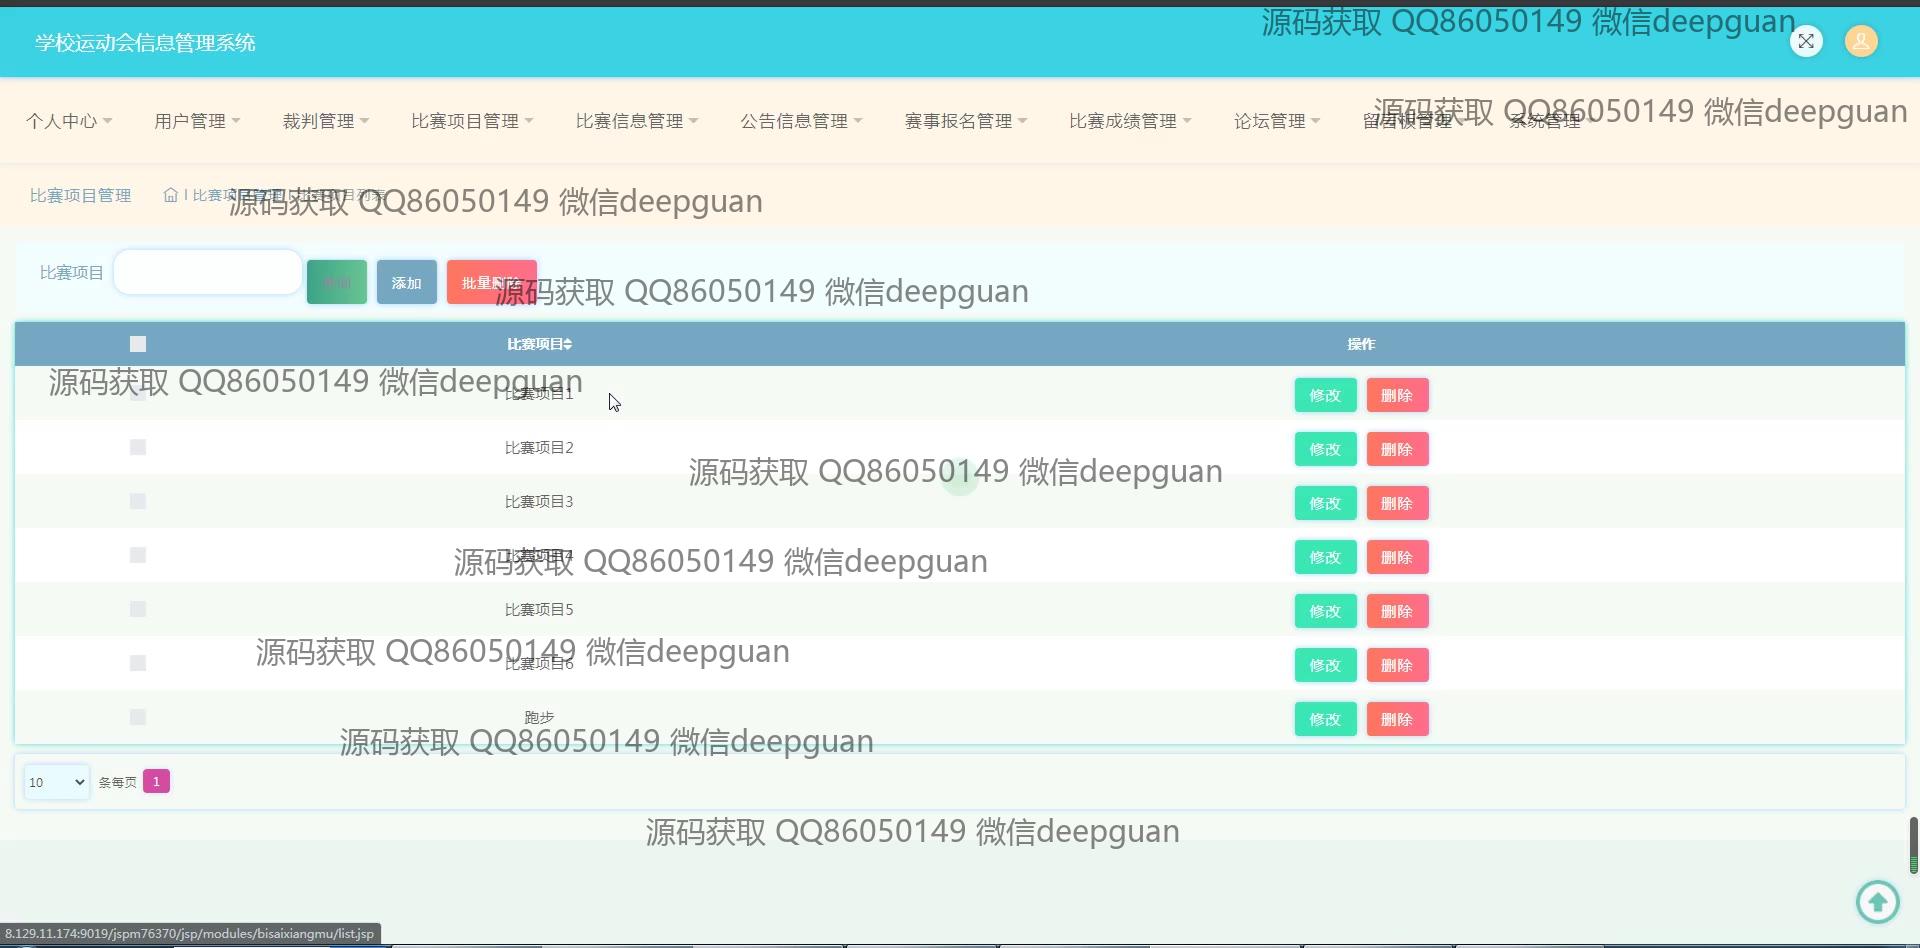 源码获取 QQ86050149 微信deepguan
学校运动会信息管理系统
个人中心 用户管理 裁判管理 比赛项目管理 比赛信息管理 公告信息管理 赛事报名管理 比赛成绩管理 论坛管理 留言板管理 系统管理
源码获取 QQ86050149 微信deepguan
比赛项目管理 | 比赛项目管理 | 比赛项目列表
源码获取 QQ86050149 微信deepguan
比赛项目 添加 批量删除
源码获取 QQ86050149 微信deepguan
比赛项目 操作
源码获取 QQ86050149 微信deepguan
比赛项目1 修改 删除
比赛项目2 修改 删除
源码获取 QQ86050149 微信deepguan
比赛项目3 修改 删除
比赛项目4 修改 删除
源码获取 QQ86050149 微信deepguan
比赛项目5 修改 删除
源码获取 QQ86050149 微信deepguan
比赛项目6 修改 删除
跑步 修改 删除
源码获取 QQ86050149 微信deepguan
10 条每页 1
源码获取 QQ86050149 微信deepguan
8.129.11.174:9019/jspm76370/jsp/modules/bisaixiangmu/list.jsp